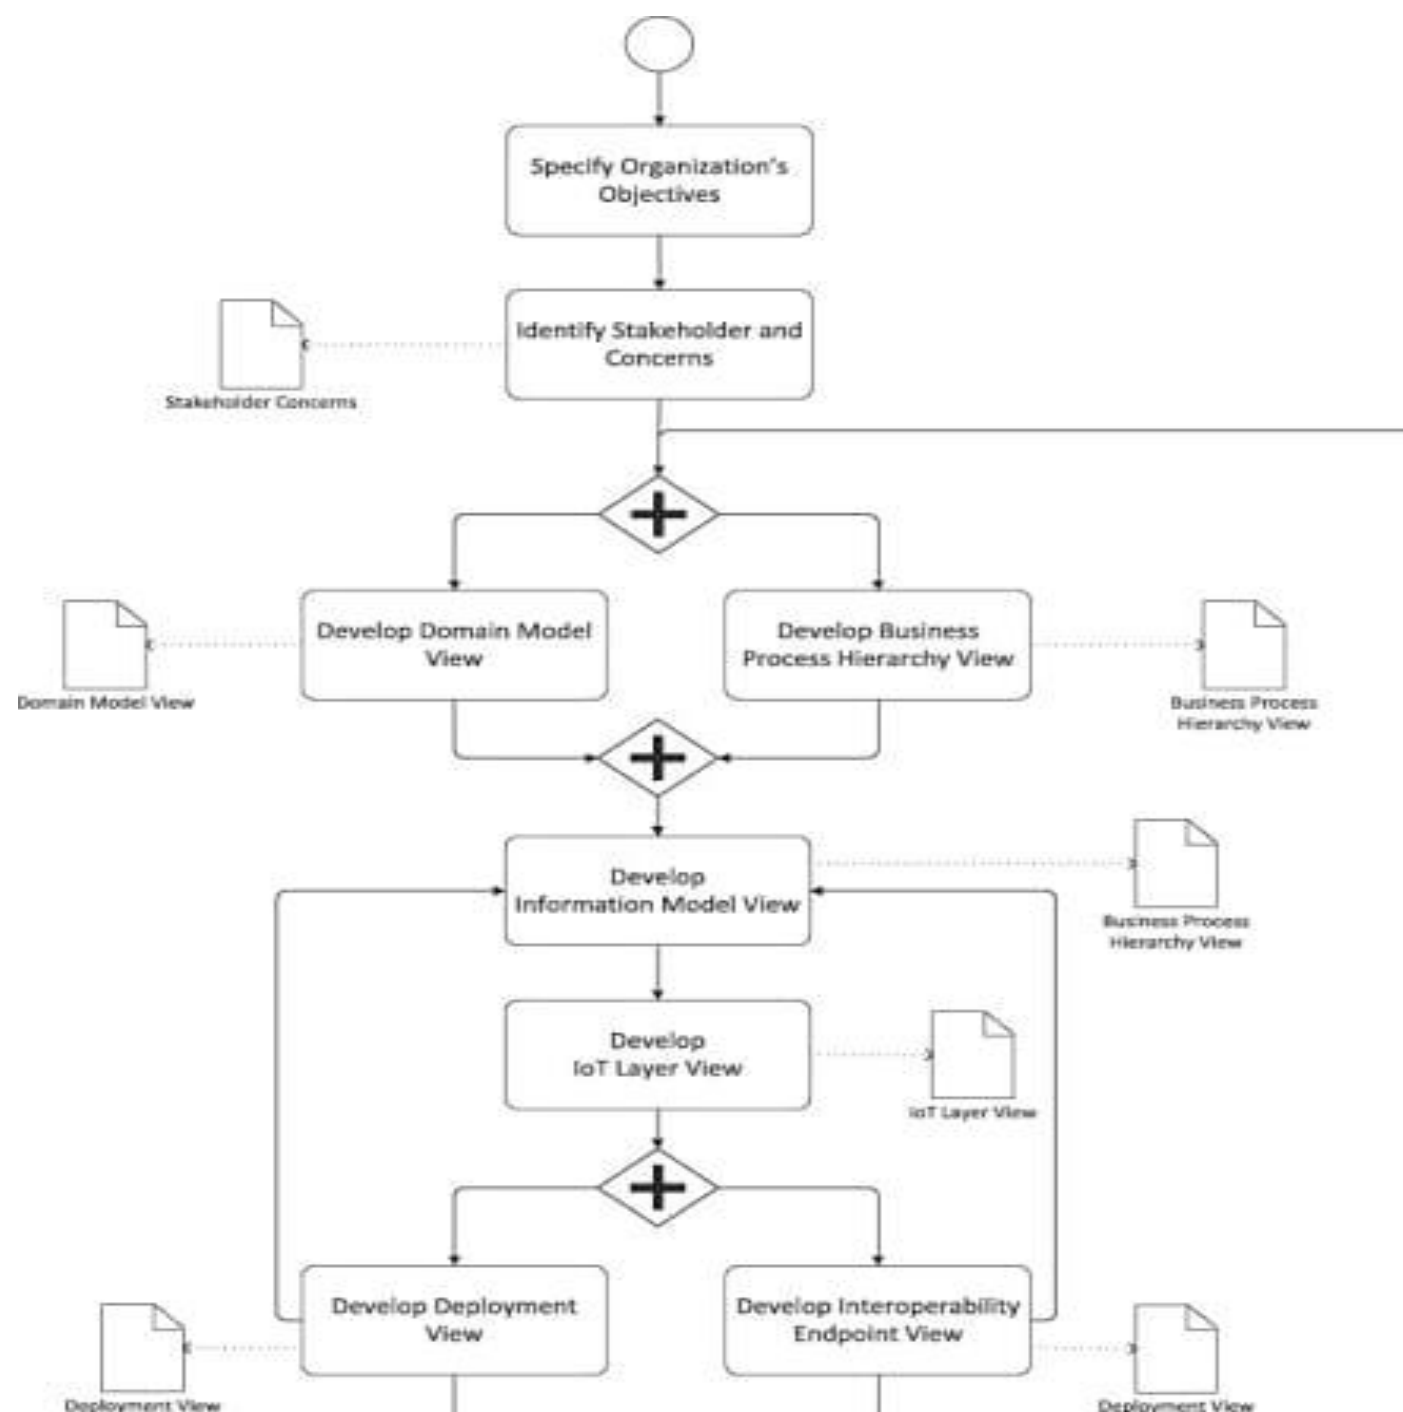 Specify Organization's
Objectives
Identify Stakeholder and
Concerns
Stakeholder Concerns
Develop Domain Model
View
Develop Business
Process Hierarchy View
Domain Model View
Business Process
Hierarchy View
Develop
Information Model View
Business Process
Hierarchy View
Develop
IoT Layer View
IoT Layer View
Develop Deployment
View
Develop Interoperability
Endpoint View
Deployment View
Deployment View